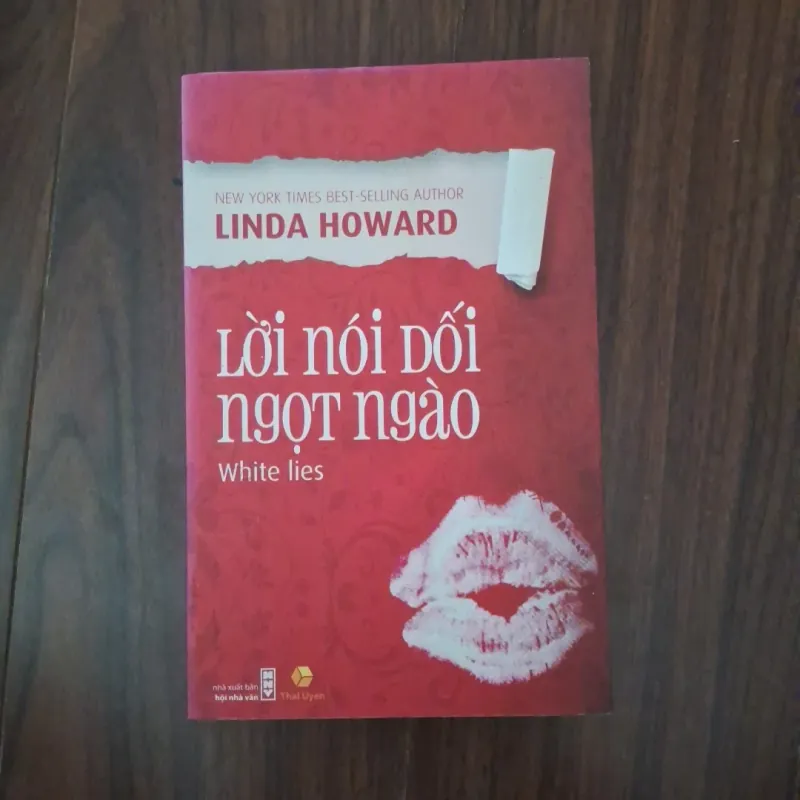 NEW YORK TIMES BEST-SELLING AUTHOR
LINDA HOWARD
Lời nói dối
ngọt ngào
White lies
nhà xuất bản
hội nhà văn
HNV
Thai Uyen